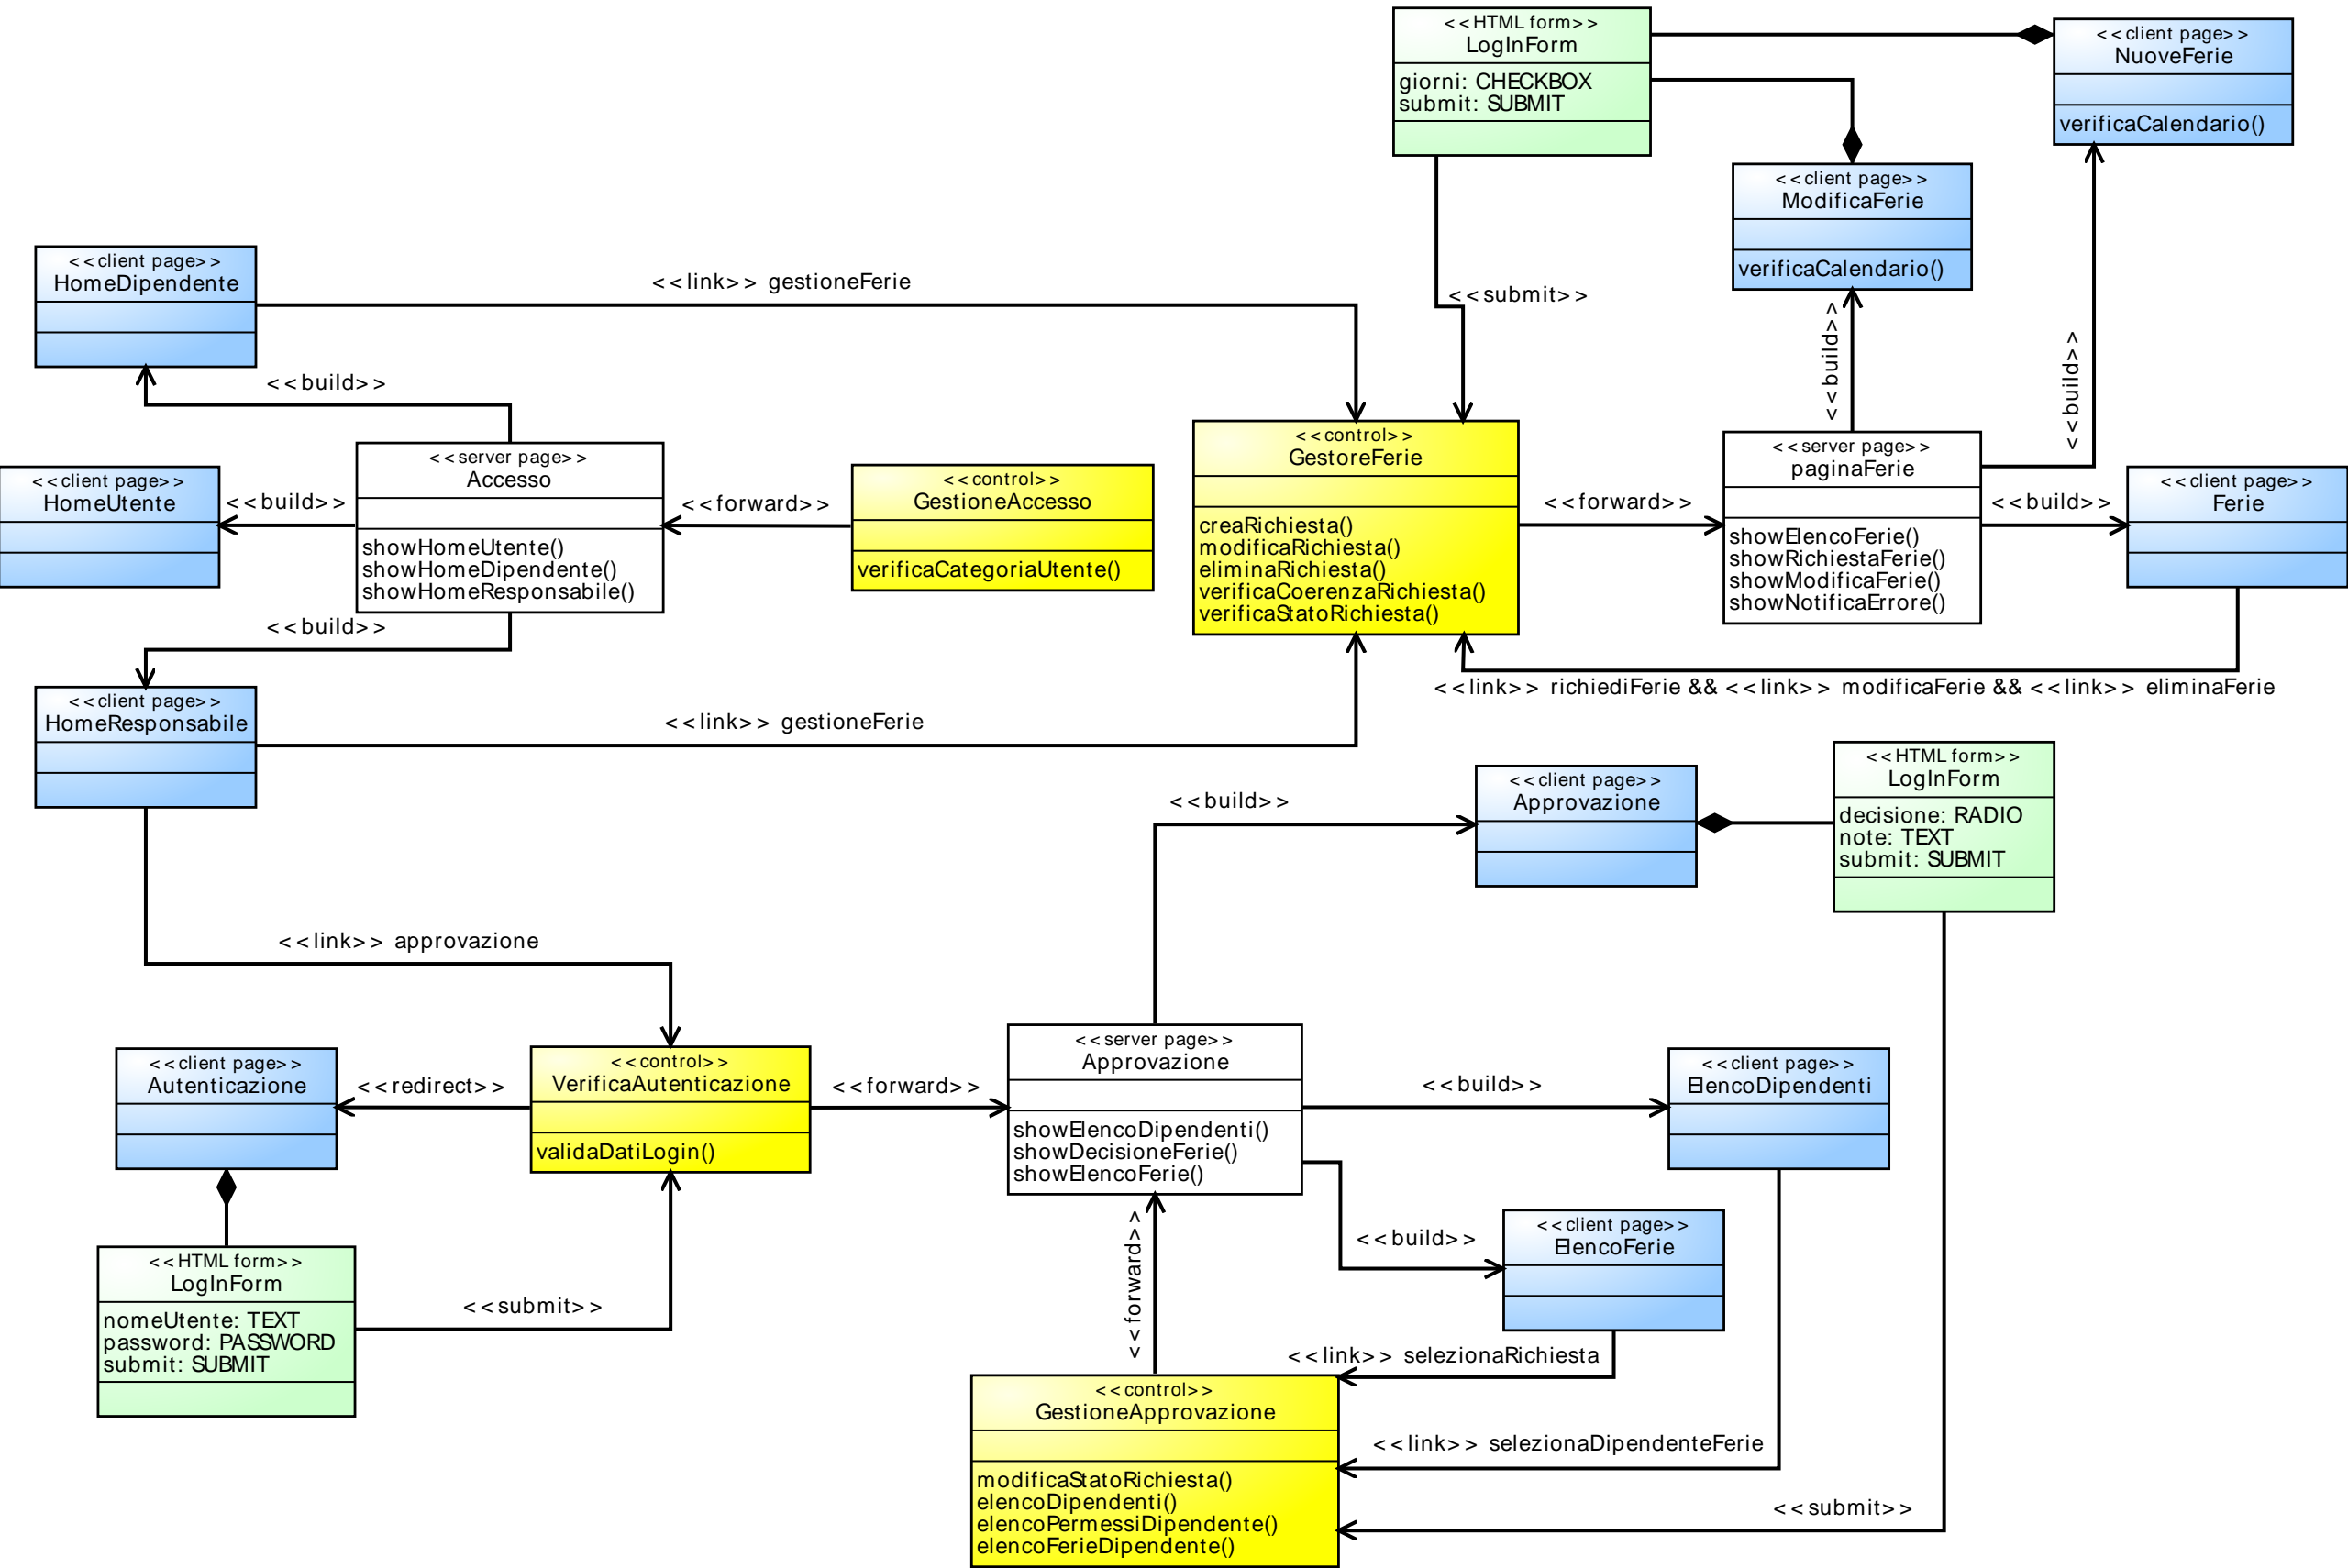 <<HTML form>>
LogInForm
giorni: CHECKBOX
submit: SUBMIT
<<client page>>
NuoveFerie
verificaCalendario()
<<client page>>
ModificaFerie
verificaCalendario()
<<client page>>
HomeDipendente
<<link>> gestioneFerie
<<submit>>
<<build>>
<<build>>
<<build>>
<<client page>>
HomeUtente
<<build>>
<<server page>>
Accesso
showHomeUtente()
showHomeDipendente()
showHomeResponsabile()
<<forward>>
<<control>>
GestioneAccesso
verificaCategoriaUtente()
<<control>>
GestoreFerie
creaRichiesta()
modificaRichiesta()
eliminaRichiesta()
verificaCoerenzaRichiesta()
verificaStatoRichiesta()
<<forward>>
<<server page>>
paginaFerie
showElencoFerie()
showRichiestaFerie()
showModificaFerie()
showNotificaErrore()
<<build>>
<<client page>>
Ferie
<<build>>
<<link>> richiediFerie && <<link>> modificaFerie && <<link>> eliminaFerie
<<client page>>
HomeResponsabile
<<link>> gestioneFerie
<<build>>
<<client page>>
Approvazione
<<HTML form>>
LogInForm
decisione: RADIO
note: TEXT
submit: SUBMIT
<<link>> approvazione
<<client page>>
Autenticazione
<<redirect>>
<<control>>
VerificaAutenticazione
validaDatiLogin()
<<forward>>
<<server page>>
Approvazione
showElencoDipendenti()
showDecisioneFerie()
showElencoFerie()
<<build>>
<<client page>>
ElencoDipendenti
<<build>>
<<client page>>
ElencoFerie
<<HTML form>>
LogInForm
nomeUtente: TEXT
password: PASSWORD
submit: SUBMIT
<<submit>>
<<forward>>
<<link>> selezionaRichiesta
<<control>>
GestioneApprovazione
modificaStatoRichiesta()
elencoDipendenti()
elencoPermessiDipendente()
elencoFerieDipendente()
<<link>> selezionaDipendenteFerie
<<submit>>